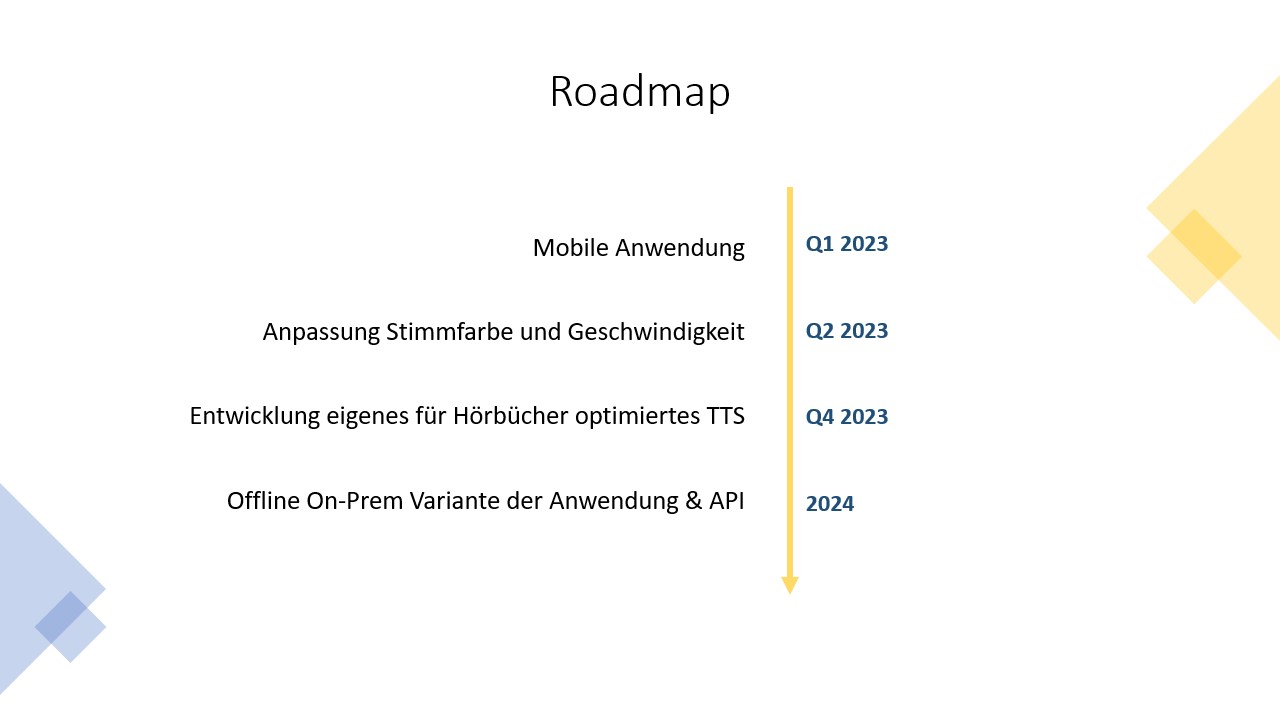 Roadmap
Mobile Anwendung Q1 2023
Anpassung Stimmfarbe und Geschwindigkeit Q2 2023
Entwicklung eigenes für Hörbücher optimiertes TTS Q4 2023
Offline On-Prem Variante der Anwendung & API 2024